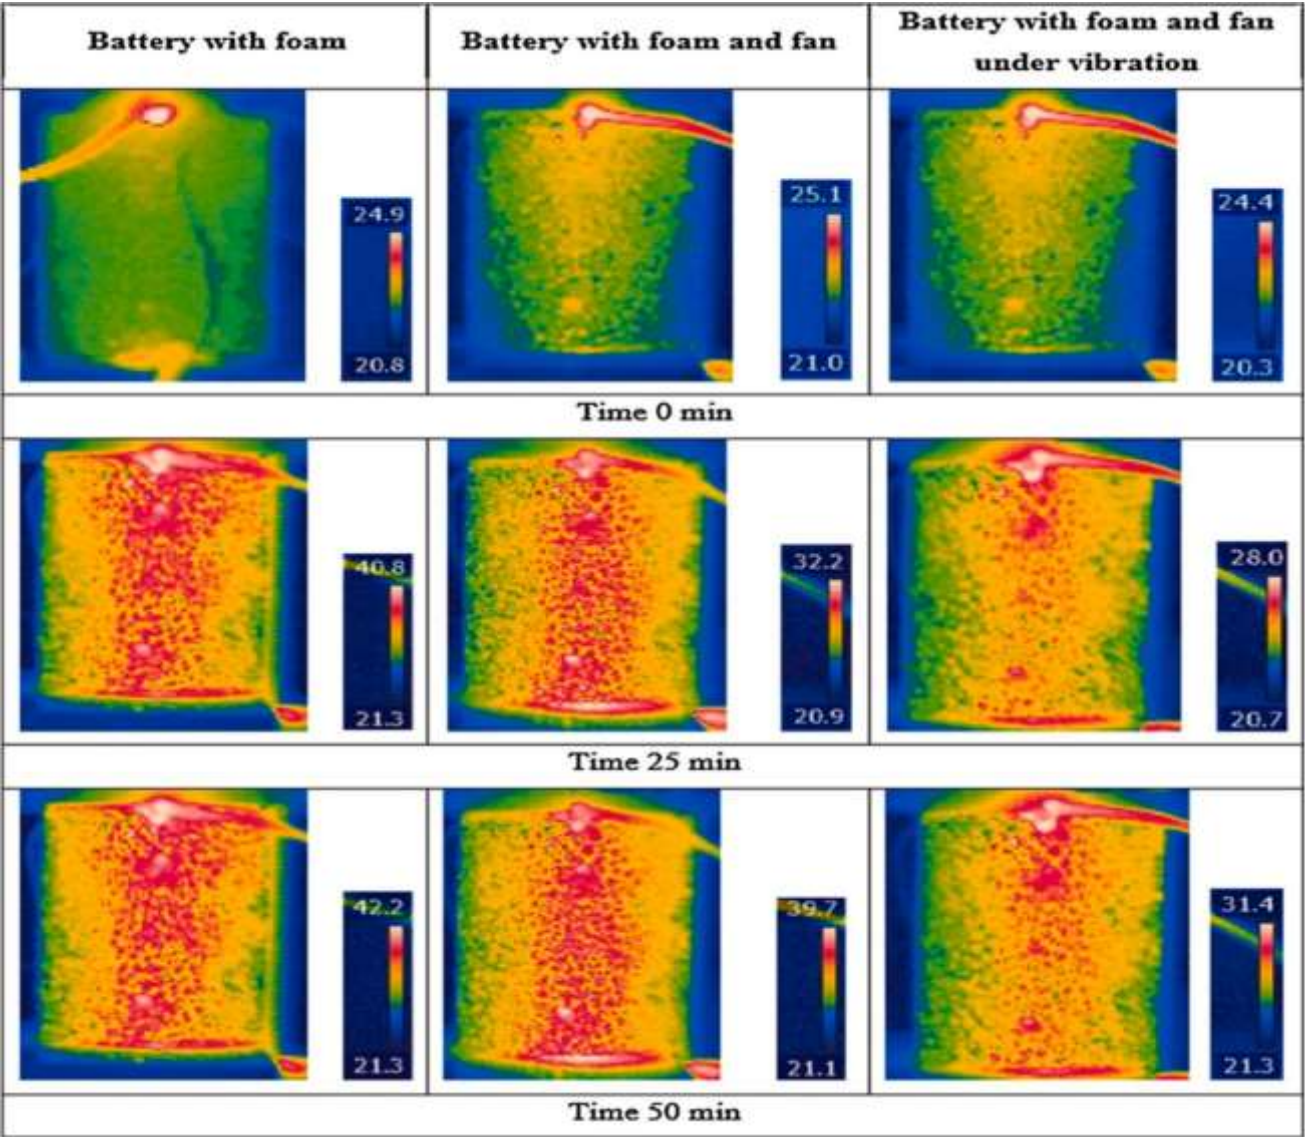 Battery with foam
Battery with foam and fan
Battery with foam and fan
under vibration
24.9
20.8
25.1
21.0
24.4
20.3
Time 0 min
40.8
21.3
32.2
20.9
28.0
20.7
Time 25 min
42.2
21.3
39.7
21.1
31.4
21.3
Time 50 min